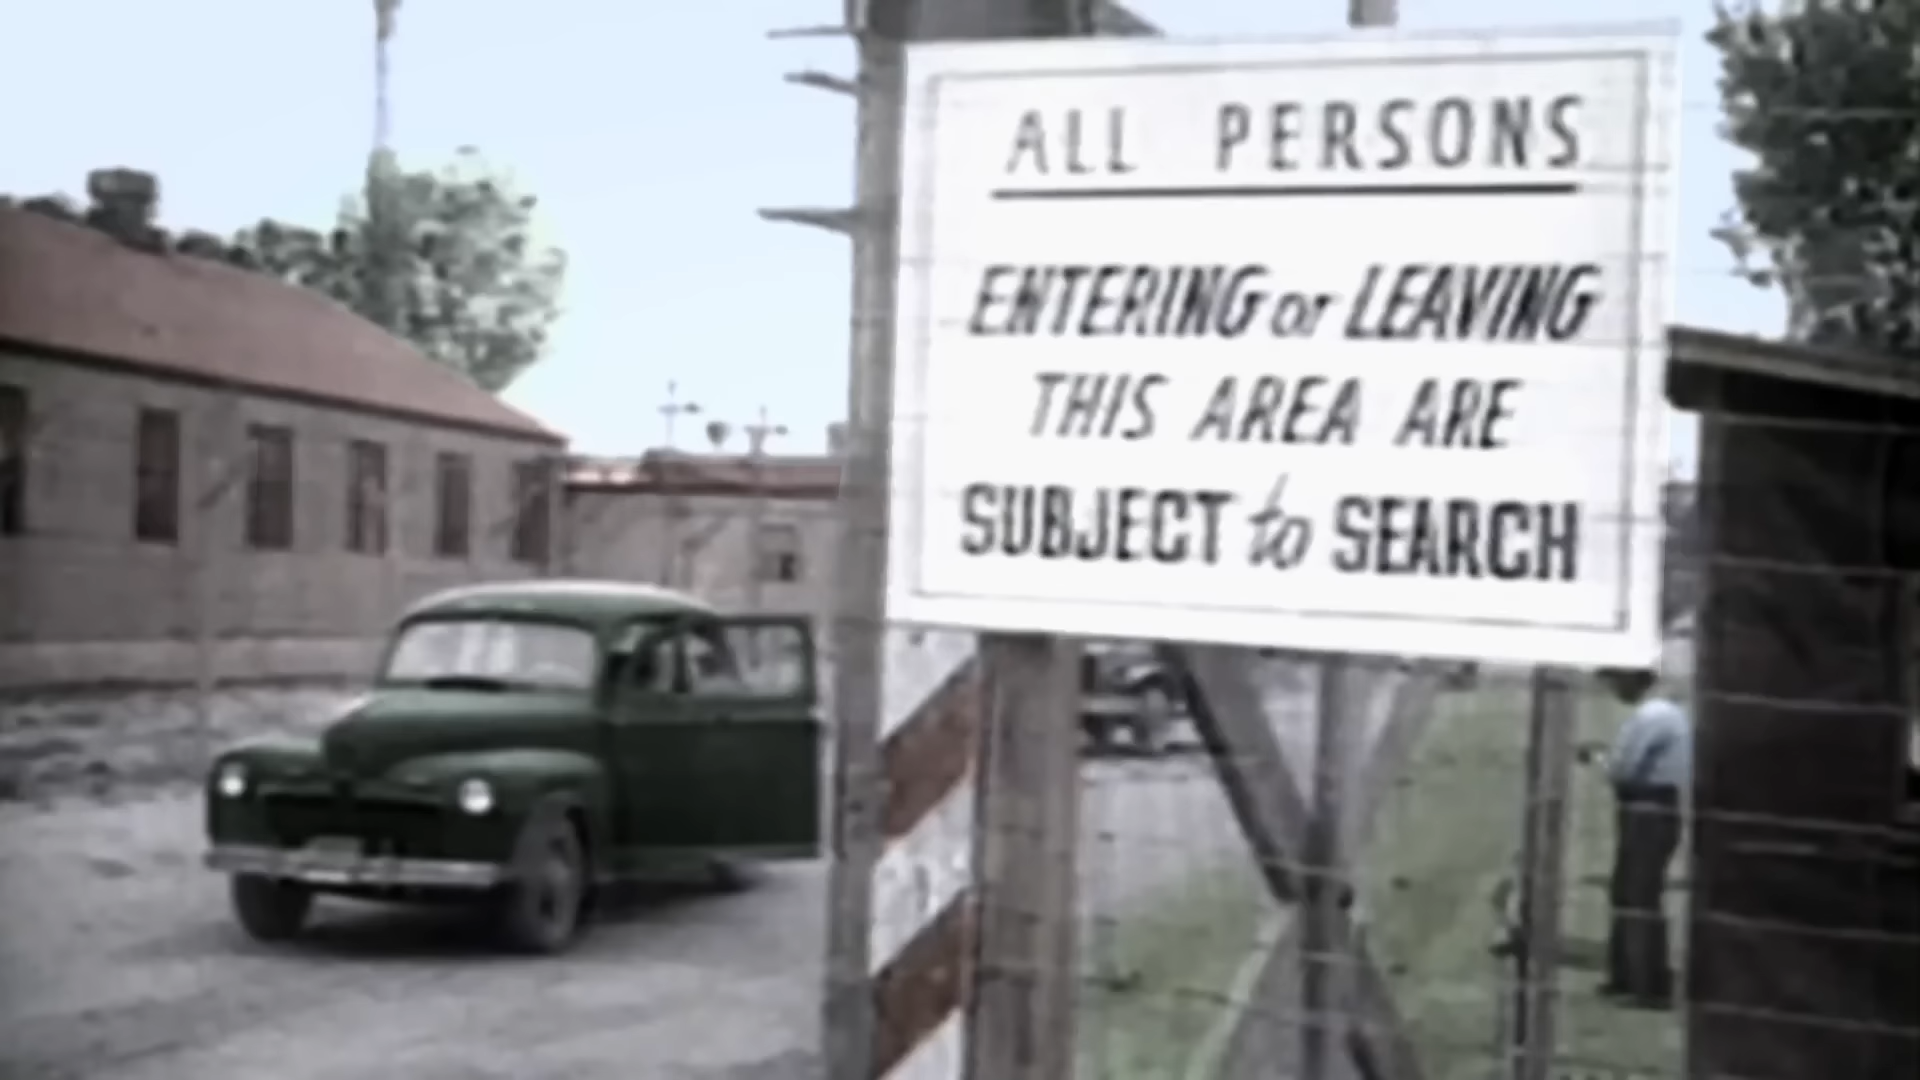 ALL PERSONS
ENTERING or LEAVING
THIS AREA ARE
SUBJECT to SEARCH